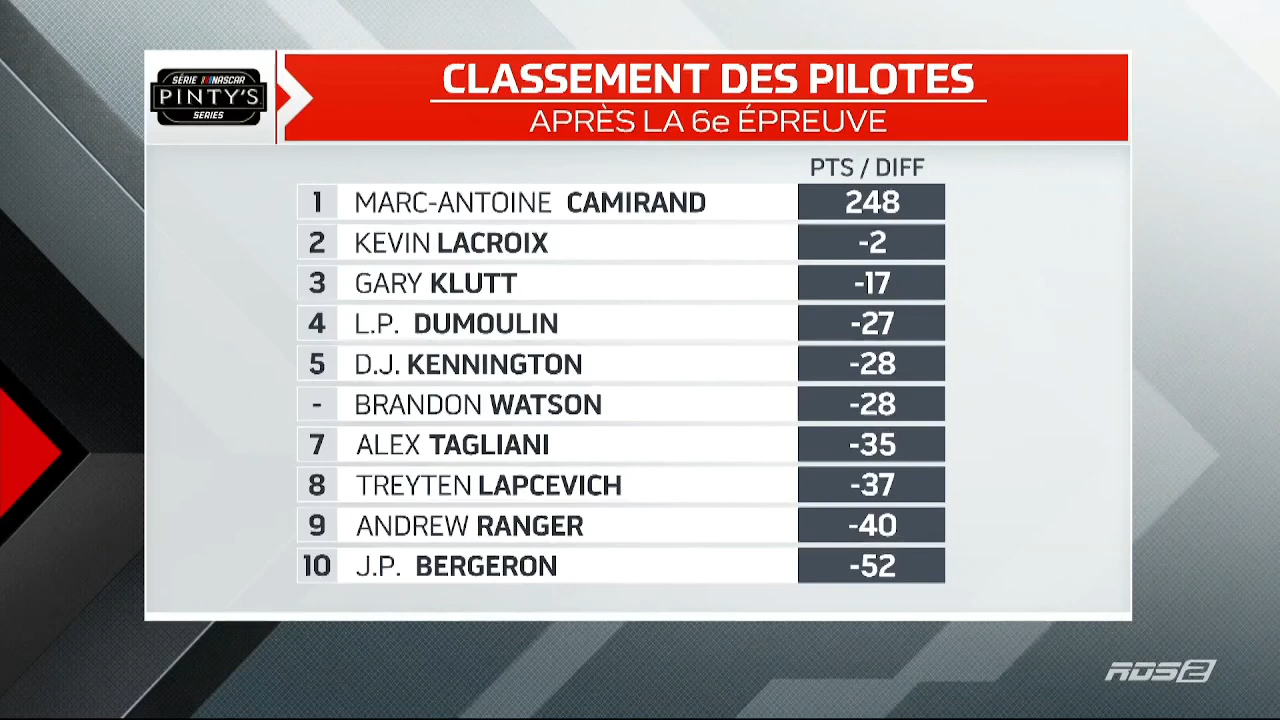 SÉRIE NASCAR
PINTY'S
SERIES
CLASSEMENT DES PILOTES
APRÈS LA 6e ÉPREUVE
PTS / DIFF
1 MARC-ANTOINE CAMIRAND 248
2 KEVIN LACROIX -2
3 GARY KLUTT -17
4 L.P. DUMOULIN -27
5 D.J. KENNINGTON -28
- BRANDON WATSON -28
7 ALEX TAGLIANI -35
8 TREYTEN LAPCEVICH -37
9 ANDREW RANGER -40
10 J.P. BERGERON -52
RDS2